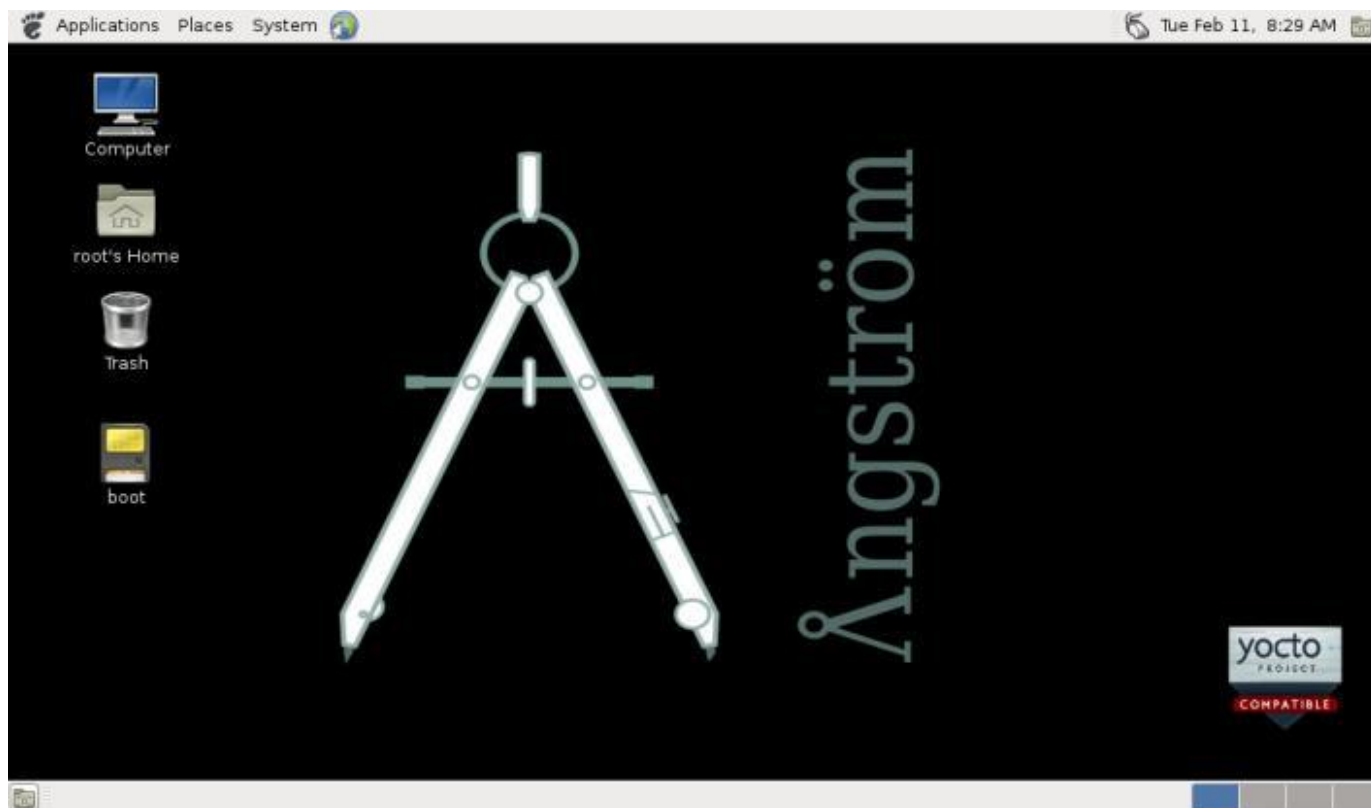 Applications Places System
Tue Feb 11, 8:29 AM
Computer
root's Home
Trash
boot
Ångström
yocto
PROJECT
COMPATIBLE